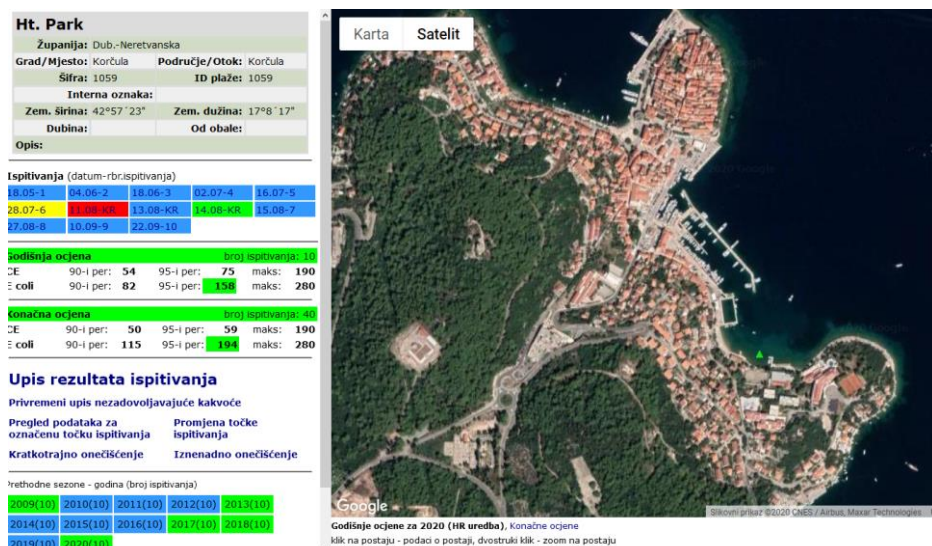 Ht. Park
Županija: Dub.-Neretvanska
Grad/Mjesto: Korčula Područje/Otok: Korčula
Šifra: 1059 ID plaže: 1059
Interna oznaka:
Zem. širina: 42°57´23" Zem. dužina: 17°8´17"
Dubina: Od obale:
Opis:
Ispitivanja (datum-rbr.ispitivanja)
18.05-1 04.06-2 18.06-3 02.07-4 16.07-5
28.07-6 11.08-KR 13.08-KR 14.08-KR 15.08-7
27.08-8 10.09-9 22.09-10
Godišnja ocjena broj ispitivanja: 10
CE 90-i per: 54 95-i per: 75 maks: 190
E coli 90-i per: 82 95-i per: 158 maks: 280
Konačna ocjena broj ispitivanja: 40
CE 90-i per: 50 95-i per: 59 maks: 190
E coli 90-i per: 115 95-i per: 194 maks: 280
Upis rezultata ispitivanja
Privremeni upis nezadovoljavajuće kakvoće
Pregled podataka za označenu točku ispitivanja
Promjena točke ispitivanja
Kratkotrajno onečišćenje Iznenadno onečišćenje
Prethodne sezone - godina (broj ispitivanja)
2009(10) 2010(10) 2011(10) 2012(10) 2013(10)
2014(10) 2015(10) 2016(10) 2017(10) 2018(10)
2019(10) 2020(10)
Karta Satelit
Google
Slikovni prikaz ©2020 CNES / Airbus, Maxar Technologies
Godišnje ocjene za 2020 (HR uredba), Konačne ocjene
klik na postaju - podaci o postaji, dvostruki klik - zoom na postaju